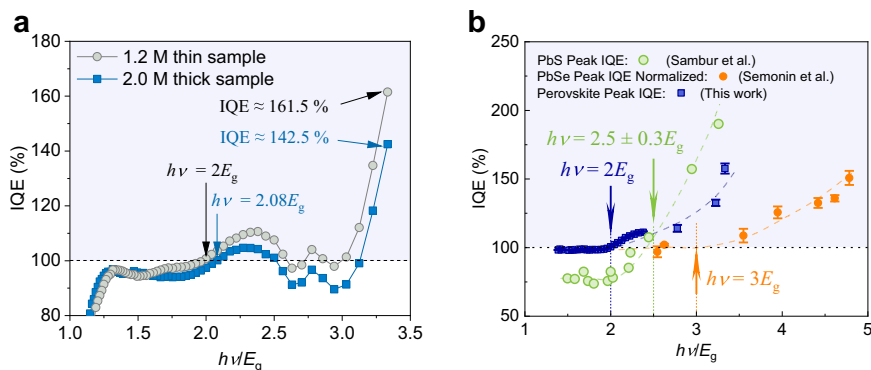 a
180
160
140
120
100
80
IQE (%)
1.2 M thin sample
2.0 M thick sample
IQE ≈ 161.5 %
IQE ≈ 142.5 %
hν = 2Eg
hν = 2.08Eg
1.0 1.5 2.0 2.5 3.0 3.5
hν/Eg
b
250
200
150
100
50
IQE (%)
PbS Peak IQE: (Sambur et al.)
PbSe Peak IQE Normalized: (Semonin et al.)
Perovskite Peak IQE: (This work)
hν = 2.5 ± 0.3Eg
hν = 2Eg
hν = 3Eg
1 2 3 4 5
hν/Eg